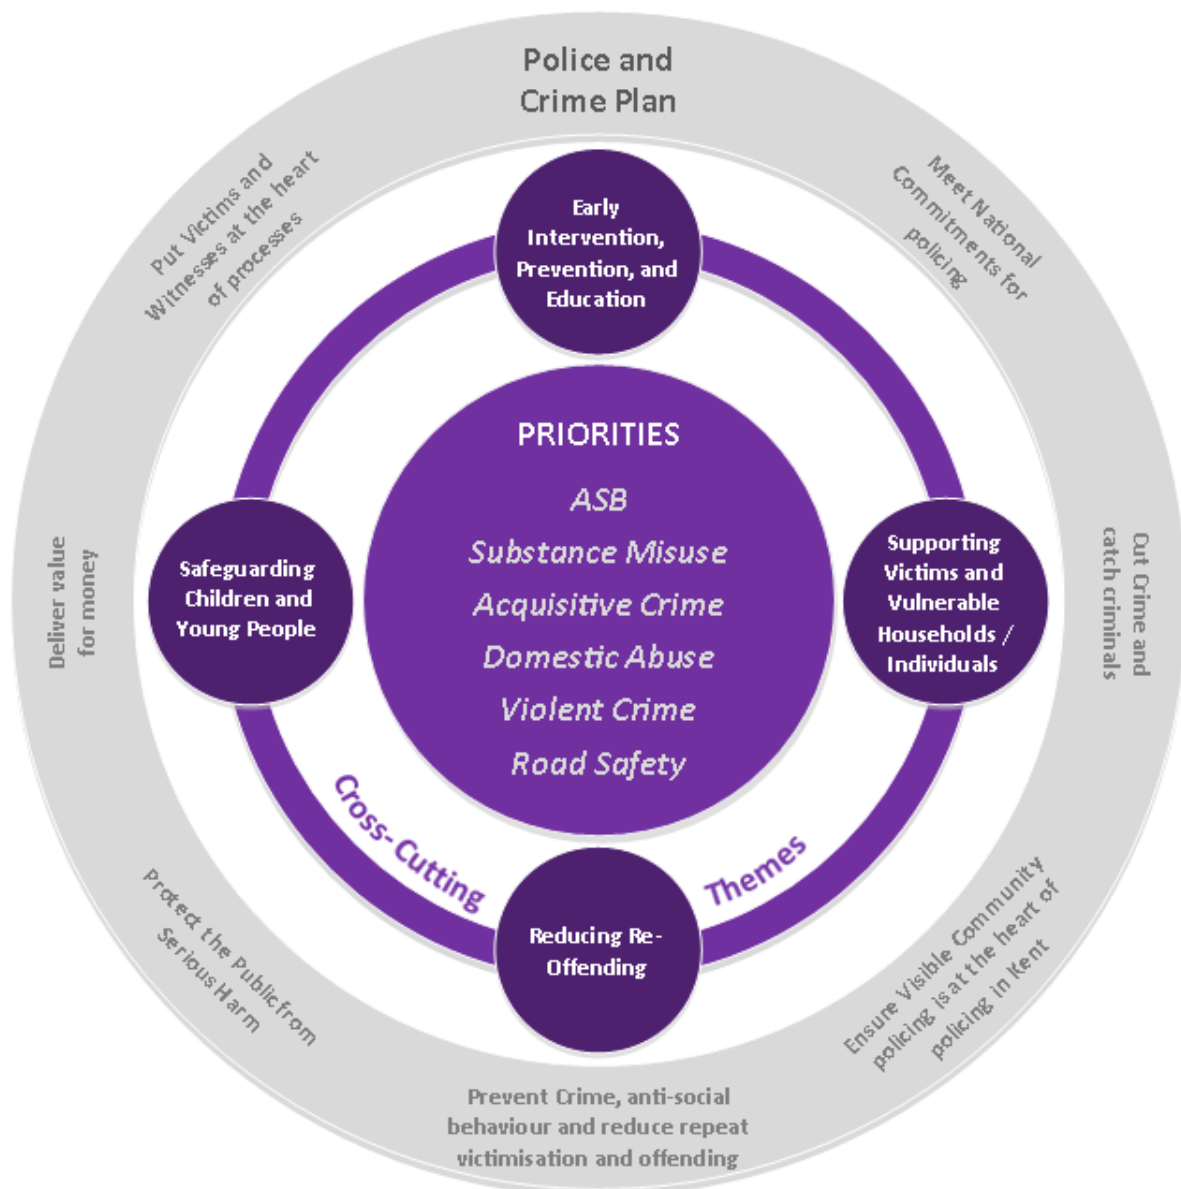 Police and
Crime Plan
Put Victims and
Witnesses at the heart
of processes
Meet National
Commitments for
policing
Early
Intervention,
Prevention, and
Education
PRIORITIES
ASB
Substance Misuse
Acquisitive Crime
Domestic Abuse
Violent Crime
Road Safety
Safeguarding
Children and
Young People
Supporting
Victims and
Vulnerable
Households /
Individuals
Deliver value
for money
Cut Crime and
catch criminals
Cross-Cutting
Themes
Reducing Re-
Offending
Protect the Public from
Serious Harm
Ensure Visible Community
policing is at the heart of
policing in Kent
Prevent Crime, anti-social
behaviour and reduce repeat
victimisation and offending